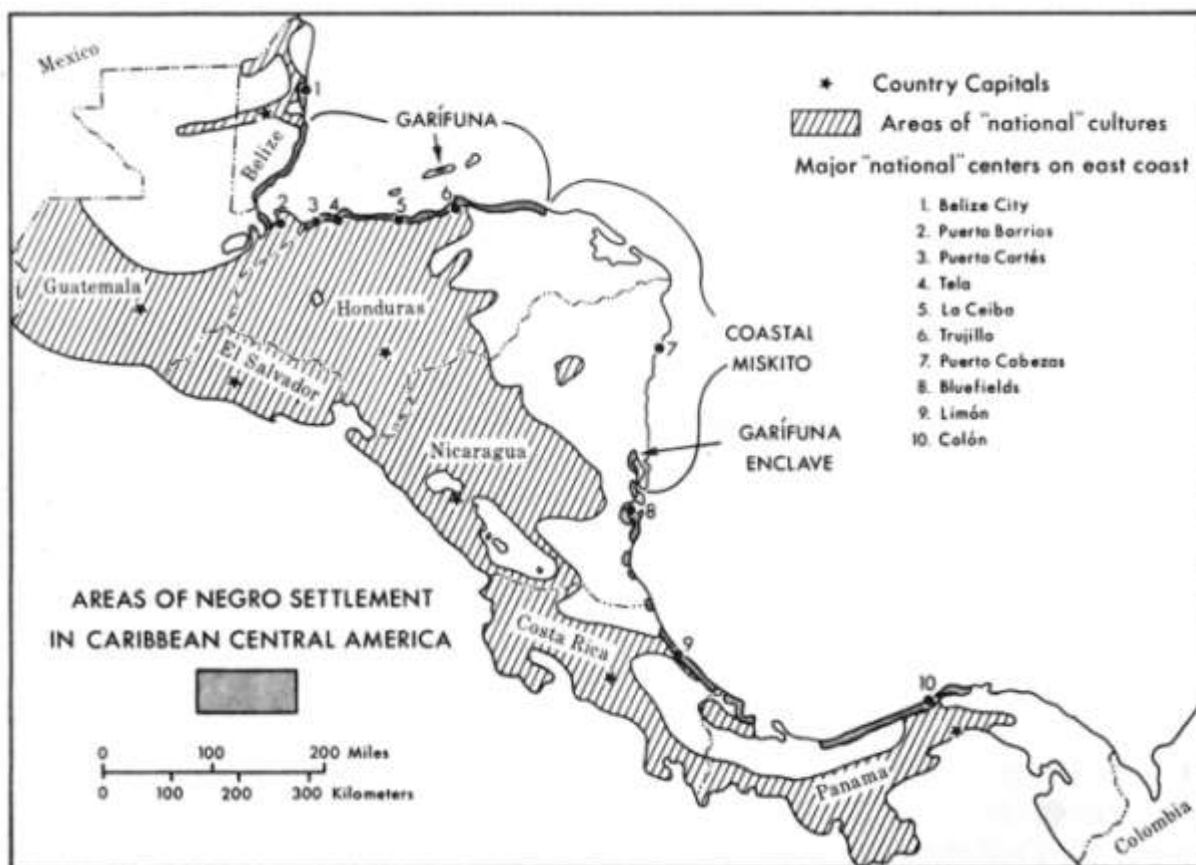 Mexico
1
GARÍFUNA
Belize
2
3
4
5
6
Guatemala
Honduras
El Salvador
Nicaragua
7
COASTAL
MISKITO
GARÍFUNA
ENCLAVE
8
Costa Rica
9
10
Panama
Colombia
Country Capitals
Areas of "national" cultures
Major "national" centers on east coast
1. Belize City
2. Puerto Barrios
3. Puerto Cortés
4. Tela
5. La Ceiba
6. Trujillo
7. Puerto Cabezas
8. Bluefields
9. Limón
10. Colón
AREAS OF NEGRO SETTLEMENT
IN CARIBBEAN CENTRAL AMERICA
0 100 200 Miles
0 100 200 300 Kilometers